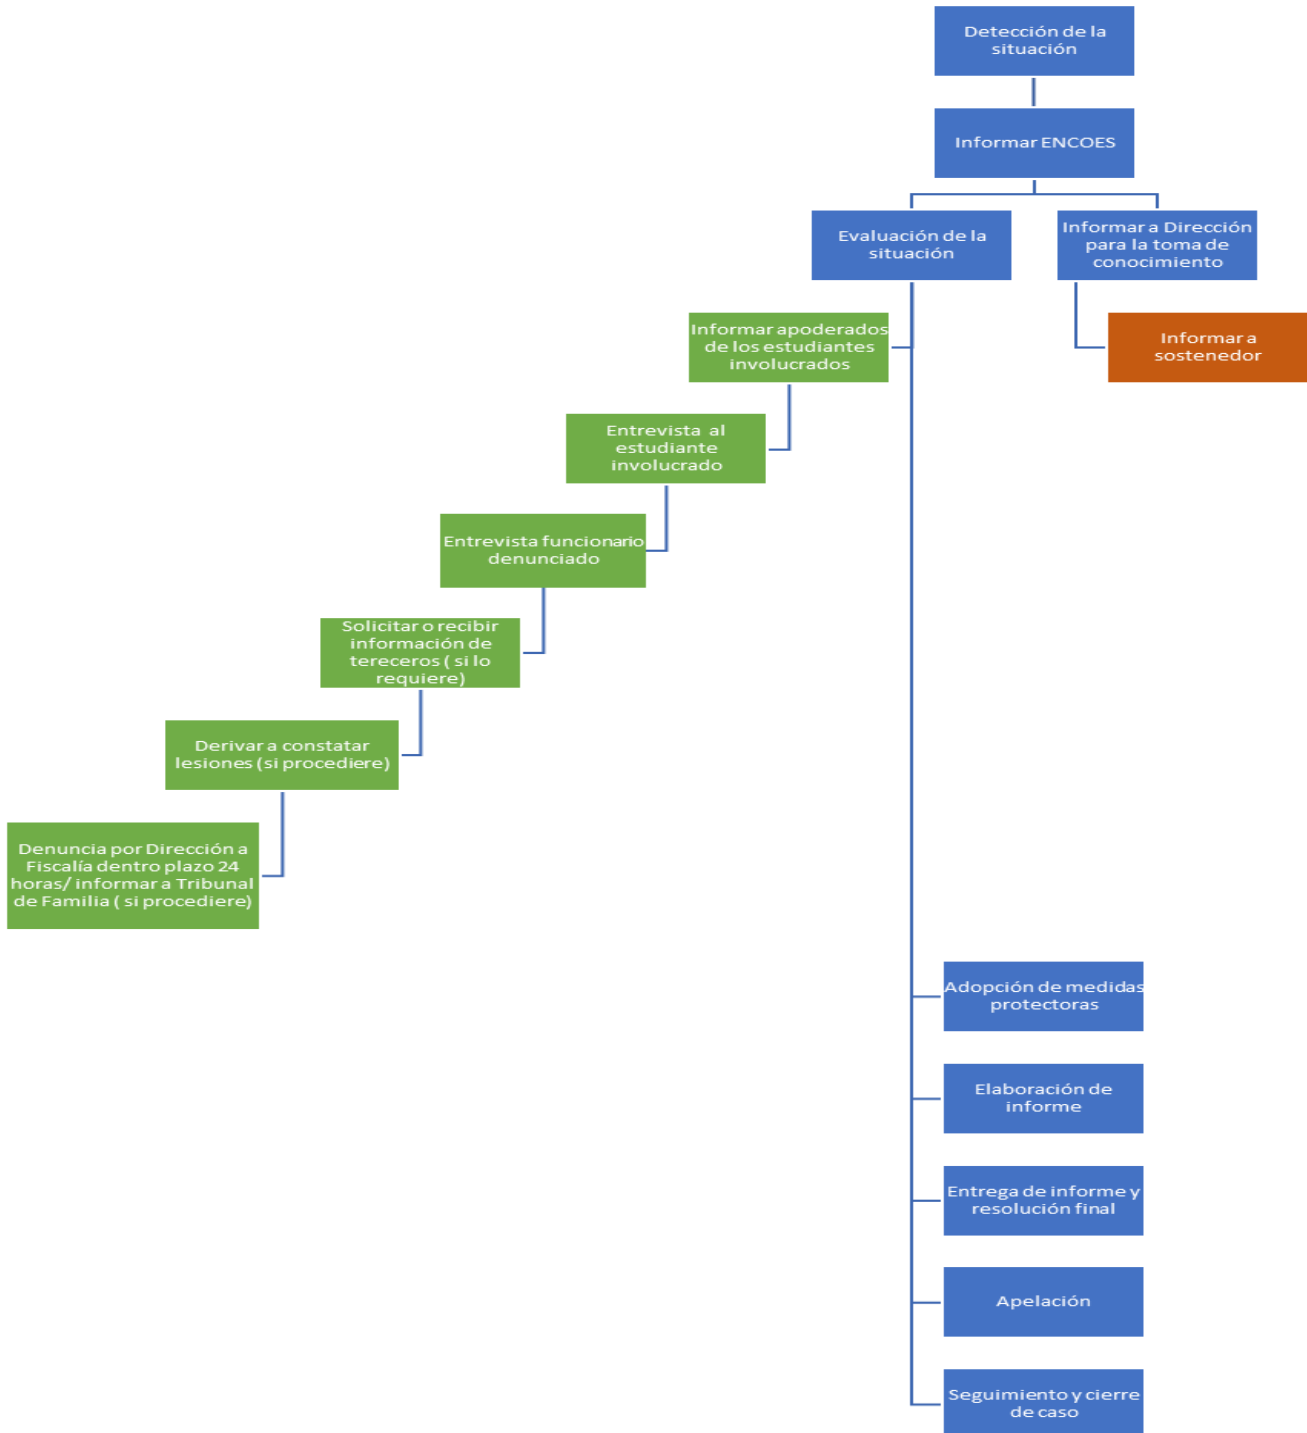 Detección de la
situación
Informar ENCOES
Evaluación de la
situación
Informar a Dirección
para la toma de
conocimiento
Informar apoderados
de los estudiantes
involucrados
Informar a
sostenedor
Entrevista al
estudiante
involucrado
Entrevista funcionario
denunciado
Solicitar o recibir
información de
tereceros ( si lo
requiere)
Derivar a constatar
lesiones (si procediere)
Denuncia por Dirección a
Fiscalía dentro plazo 24
horas/ informar a Tribunal
de Familia ( si procediere)
Adopción de medidas
protectoras
Elaboración de
informe
Entrega de informe y
resolución final
Apelación
Seguimiento y cierre
de caso